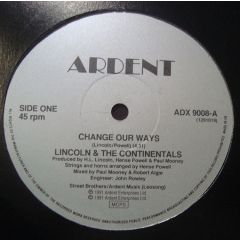 ARDENT
SIDE ONE
45 rpm
ADX 9008-A
CHANGE OUR WAYS
LINCOLN & THE CONTINENTALS
Produced by H.L. Lincoln, Hense Powell & Paul Mooney
Strings and horns arranged by Hense Powell
Mixed by Paul Mooney & Robert Algie
Engineer: John Rowley
Street Brothers/Ardent Music (Leosong)
℗ 1991 Ardent Enterprises Ltd.
© 1991 Ardent Enterprises Ltd.
MCPS